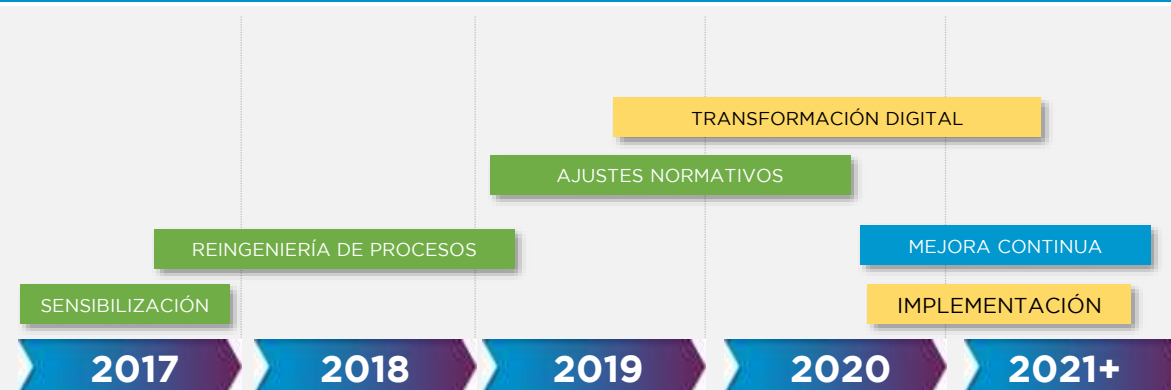 TRANSFORMACIÓN DIGITAL
AJUSTES NORMATIVOS
REINGENIERÍA DE PROCESOS
MEJORA CONTINUA
SENSIBILIZACIÓN
IMPLEMENTACIÓN
2017
2018
2019
2020
2021+